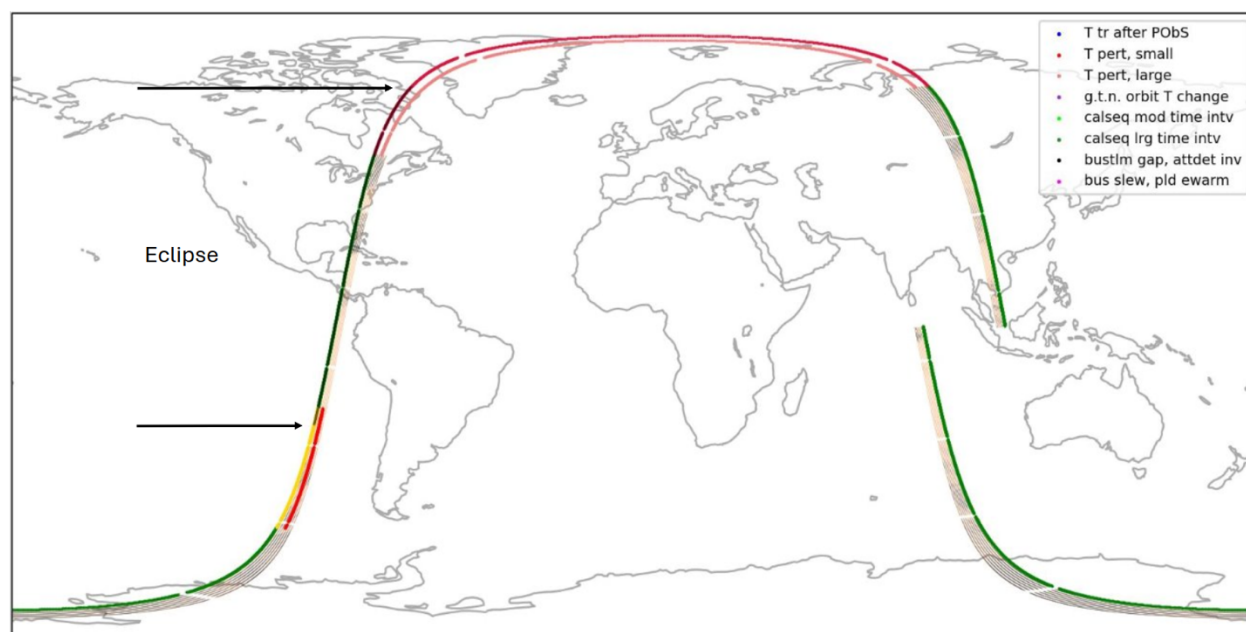 T tr after PObS
T pert, small
T pert, large
g.t.n. orbit T change
calseq mod time intv
calseq lrg time intv
bustlm gap, attdet inv
bus slew, pld ewarm
Eclipse